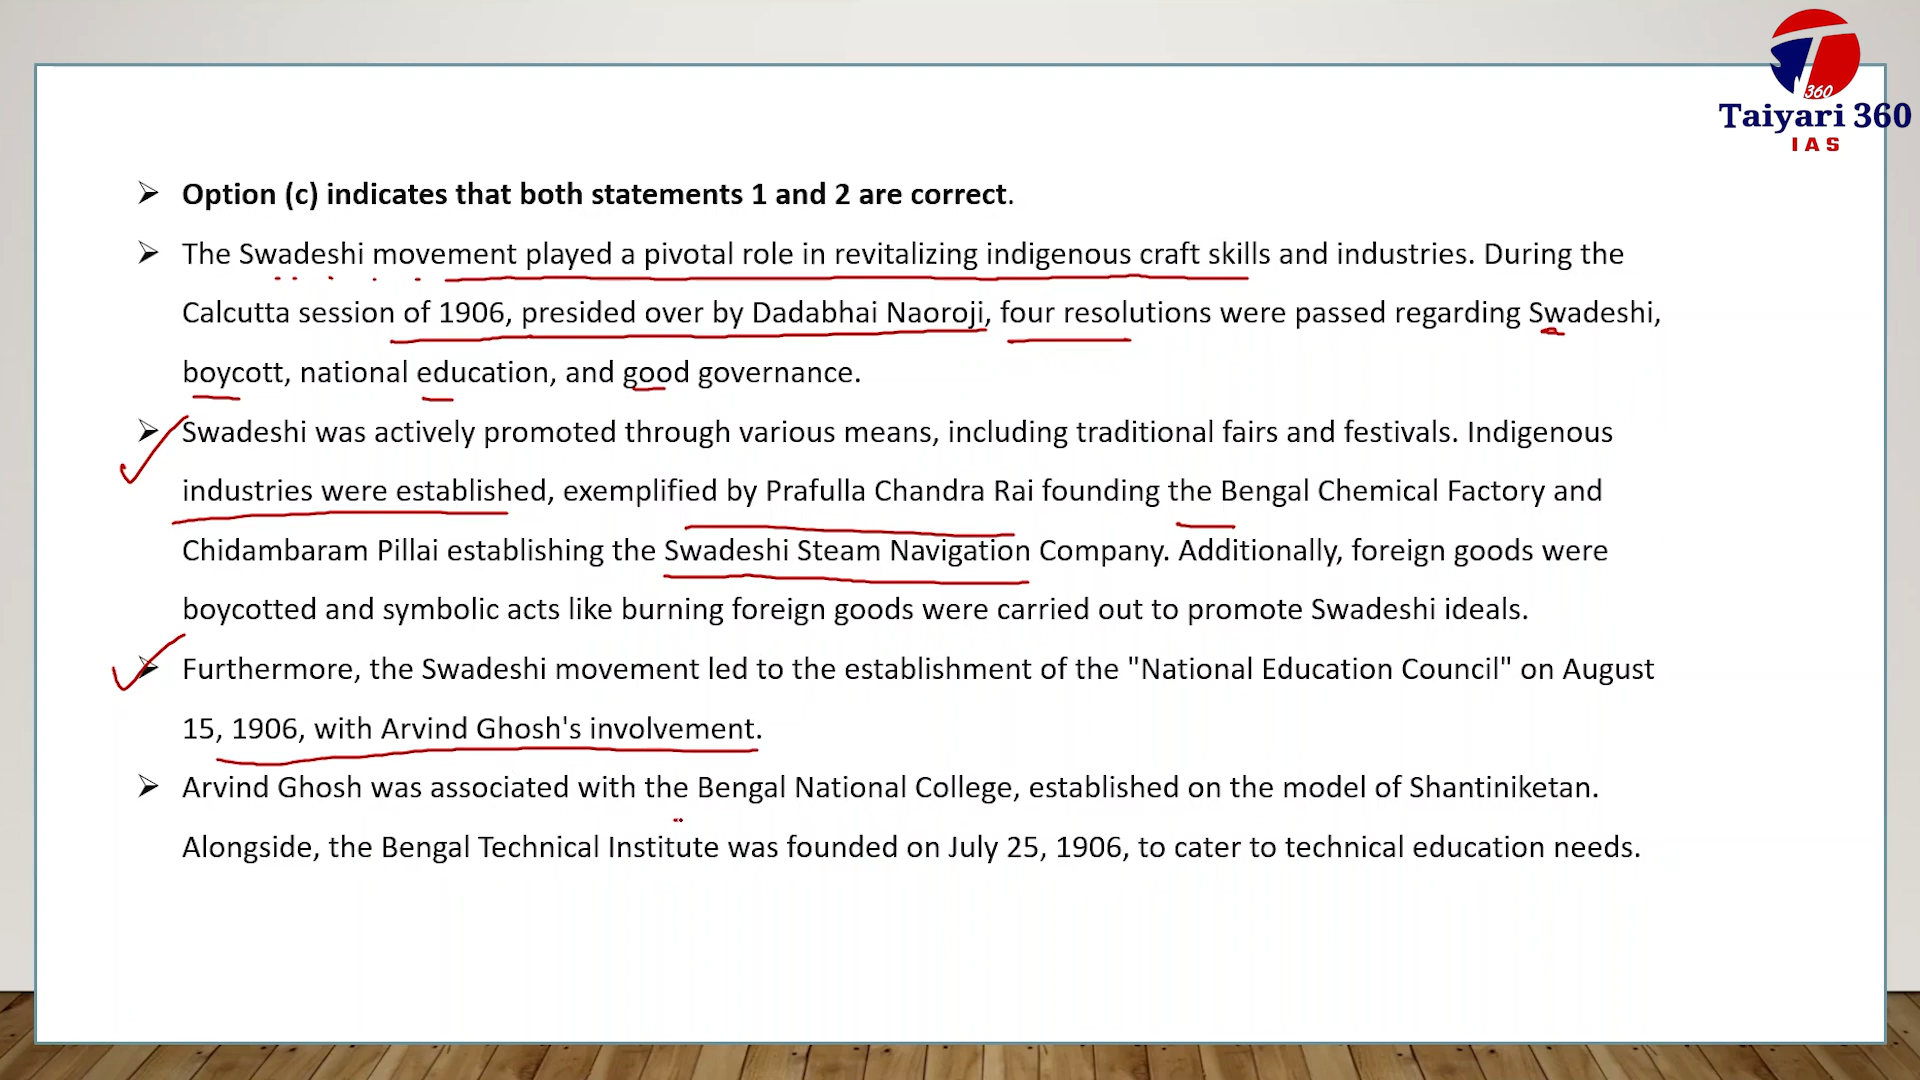 360
Taiyari 360
IAS
Option (c) indicates that both statements 1 and 2 are correct.
The Swadeshi movement played a pivotal role in revitalizing indigenous craft skills and industries. During the
Calcutta session of 1906, presided over by Dadabhai Naoroji, four resolutions were passed regarding Swadeshi,
boycott, national education, and good governance.
Swadeshi was actively promoted through various means, including traditional fairs and festivals. Indigenous
industries were established, exemplified by Prafulla Chandra Rai founding the Bengal Chemical Factory and
Chidambaram Pillai establishing the Swadeshi Steam Navigation Company. Additionally, foreign goods were
boycotted and symbolic acts like burning foreign goods were carried out to promote Swadeshi ideals.
Furthermore, the Swadeshi movement led to the establishment of the "National Education Council" on August
15, 1906, with Arvind Ghosh's involvement.
Arvind Ghosh was associated with the Bengal National College, established on the model of Shantiniketan.
Alongside, the Bengal Technical Institute was founded on July 25, 1906, to cater to technical education needs.